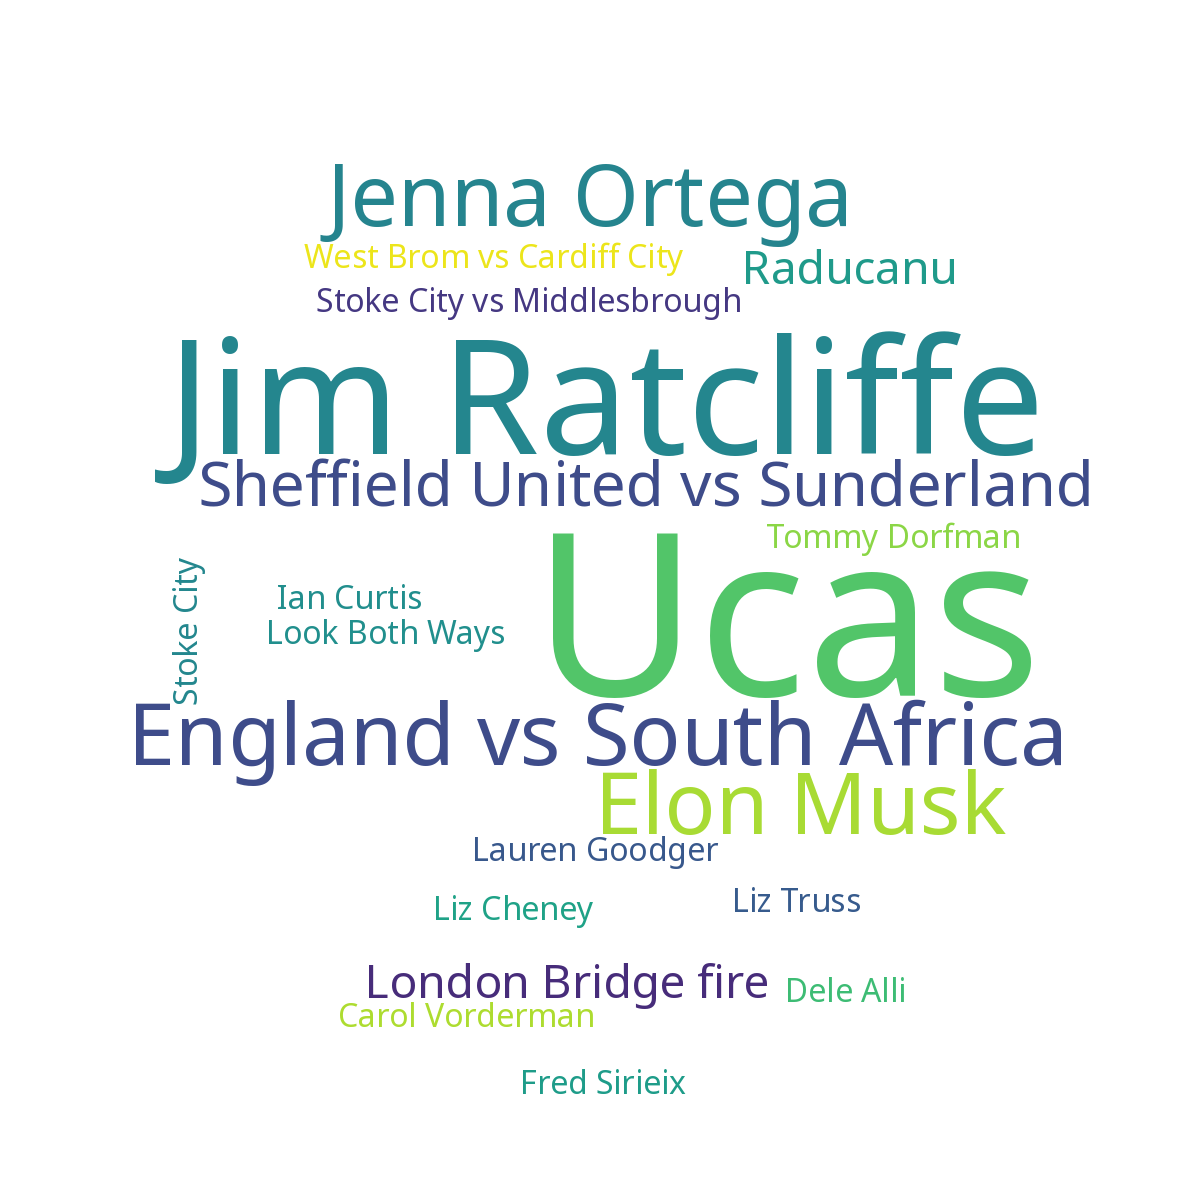 Jenna Ortega
West Brom vs Cardiff City
Raducanu
Stoke City vs Middlesbrough
Jim Ratcliffe
Sheffield United vs Sunderland
Tommy Dorfman
Ucas
Stoke City
Ian Curtis
Look Both Ways
England vs South Africa
Elon Musk
Lauren Goodger
Liz Cheney
Liz Truss
London Bridge fire
Dele Alli
Carol Vorderman
Fred Sirieix